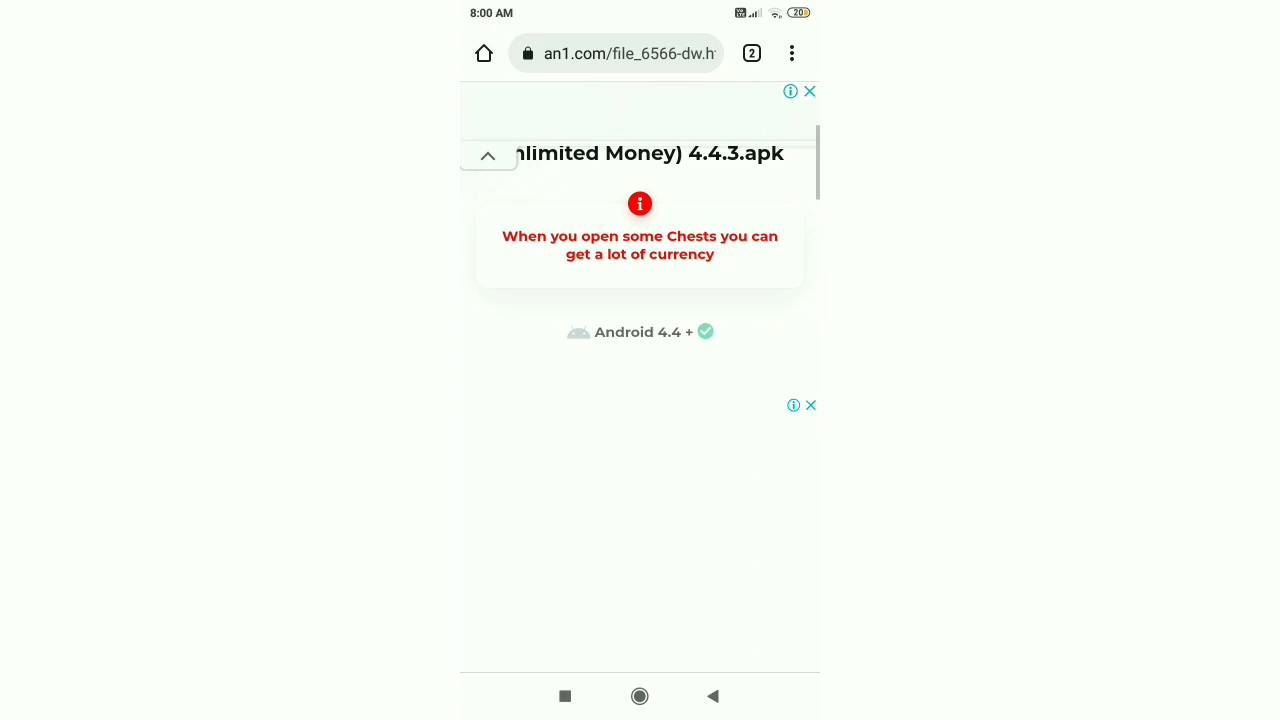 8:00 AM
20
an1.com/file_6566-dw.h
2
nlimited Money) 4.4.3.apk
When you open some Chests you can
get a lot of currency
Android 4.4 +